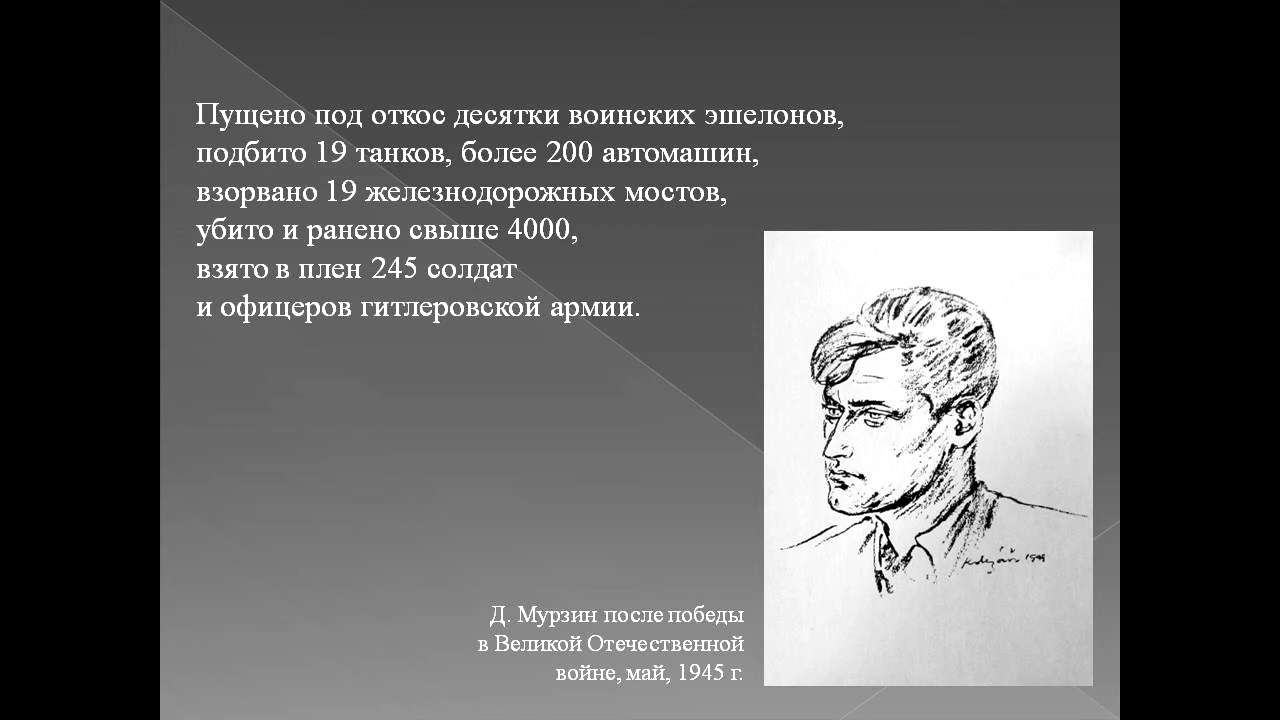 Пущено под откос десятки воинских эшелонов,
подбито 19 танков, более 200 автомашин,
взорвано 19 железнодорожных мостов,
убито и ранено свыше 4000,
взято в плен 245 солдат
и офицеров гитлеровской армии.
Д. Мурзин после победы
в Великой Отечественной
войне, май, 1945 г.